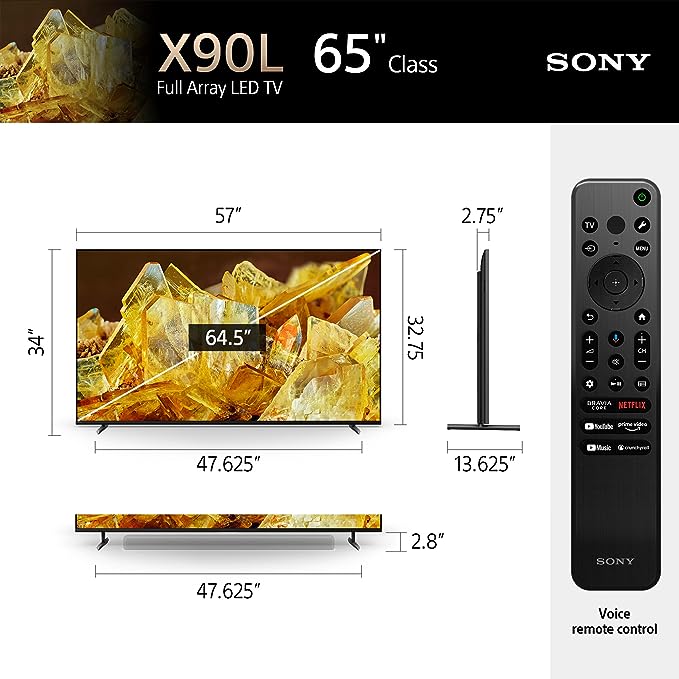 X90L
Full Array LED TV
65" Class
SONY
57”
2.75”
34”
64.5”
32.75
47.625”
13.625”
2.8”
47.625”
TV
MENU
CH
BRAVIA
CORE
NETFLIX
YouTube
prime video
Music
crunchyroll
SONY
Voice
remote control